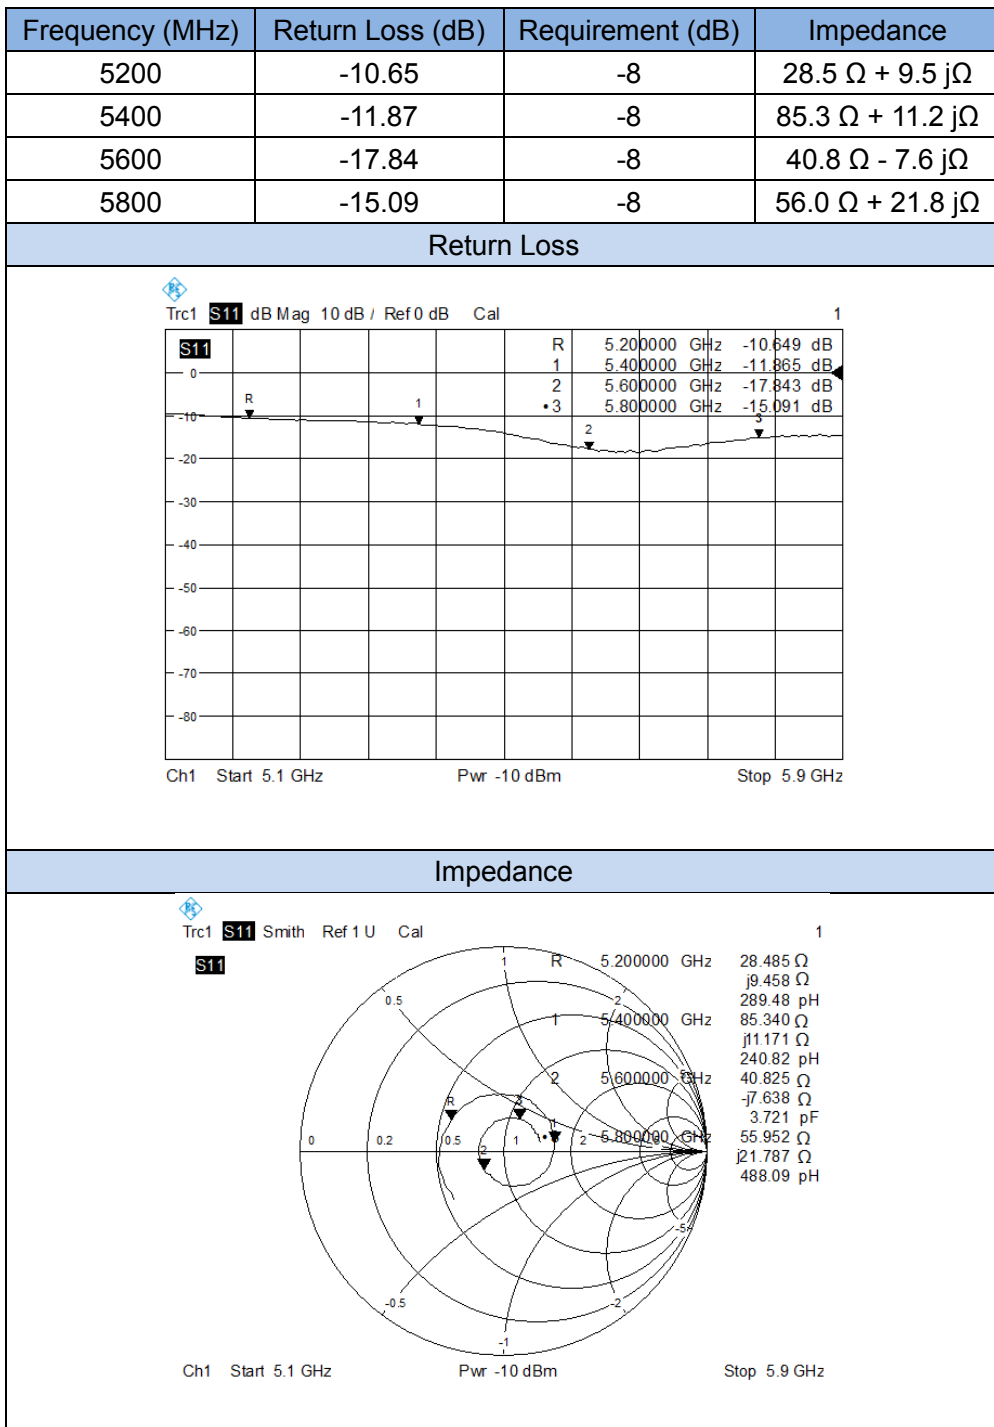 Frequency (MHz) Return Loss (dB) Requirement (dB) Impedance
5200 -10.65 -8 28.5 Ω + 9.5 jΩ
5400 -11.87 -8 85.3 Ω + 11.2 jΩ
5600 -17.84 -8 40.8 Ω - 7.6 jΩ
5800 -15.09 -8 56.0 Ω + 21.8 jΩ
Return Loss
Trc1 S11 dB Mag 10 dB / Ref 0 dB Cal 1
S11
R 5.200000 GHz -10.649 dB
1 5.400000 GHz -11.865 dB
2 5.600000 GHz -17.843 dB
•3 5.800000 GHz -15.091 dB
0
R
1
2
3
-10
-20
-30
-40
-50
-60
-70
-80
Ch1 Start 5.1 GHz Pwr -10 dBm Stop 5.9 GHz
Impedance
Trc1 S11 Smith Ref 1 U Cal 1
S11
R 5.200000 GHz 28.485 Ω
j9.458 Ω
289.48 pH
1 5.400000 GHz 85.340 Ω
j11.171 Ω
240.82 pH
2 5.600000 GHz 40.825 Ω
-j7.638 Ω
3.721 pF
5.800000 GHz 55.952 Ω
j21.787 Ω
488.09 pH
1
0.5
2
5
R
3
1
2
0 0.2 0.5 1 2
-5
-0.5
-2
-1
Ch1 Start 5.1 GHz Pwr -10 dBm Stop 5.9 GHz